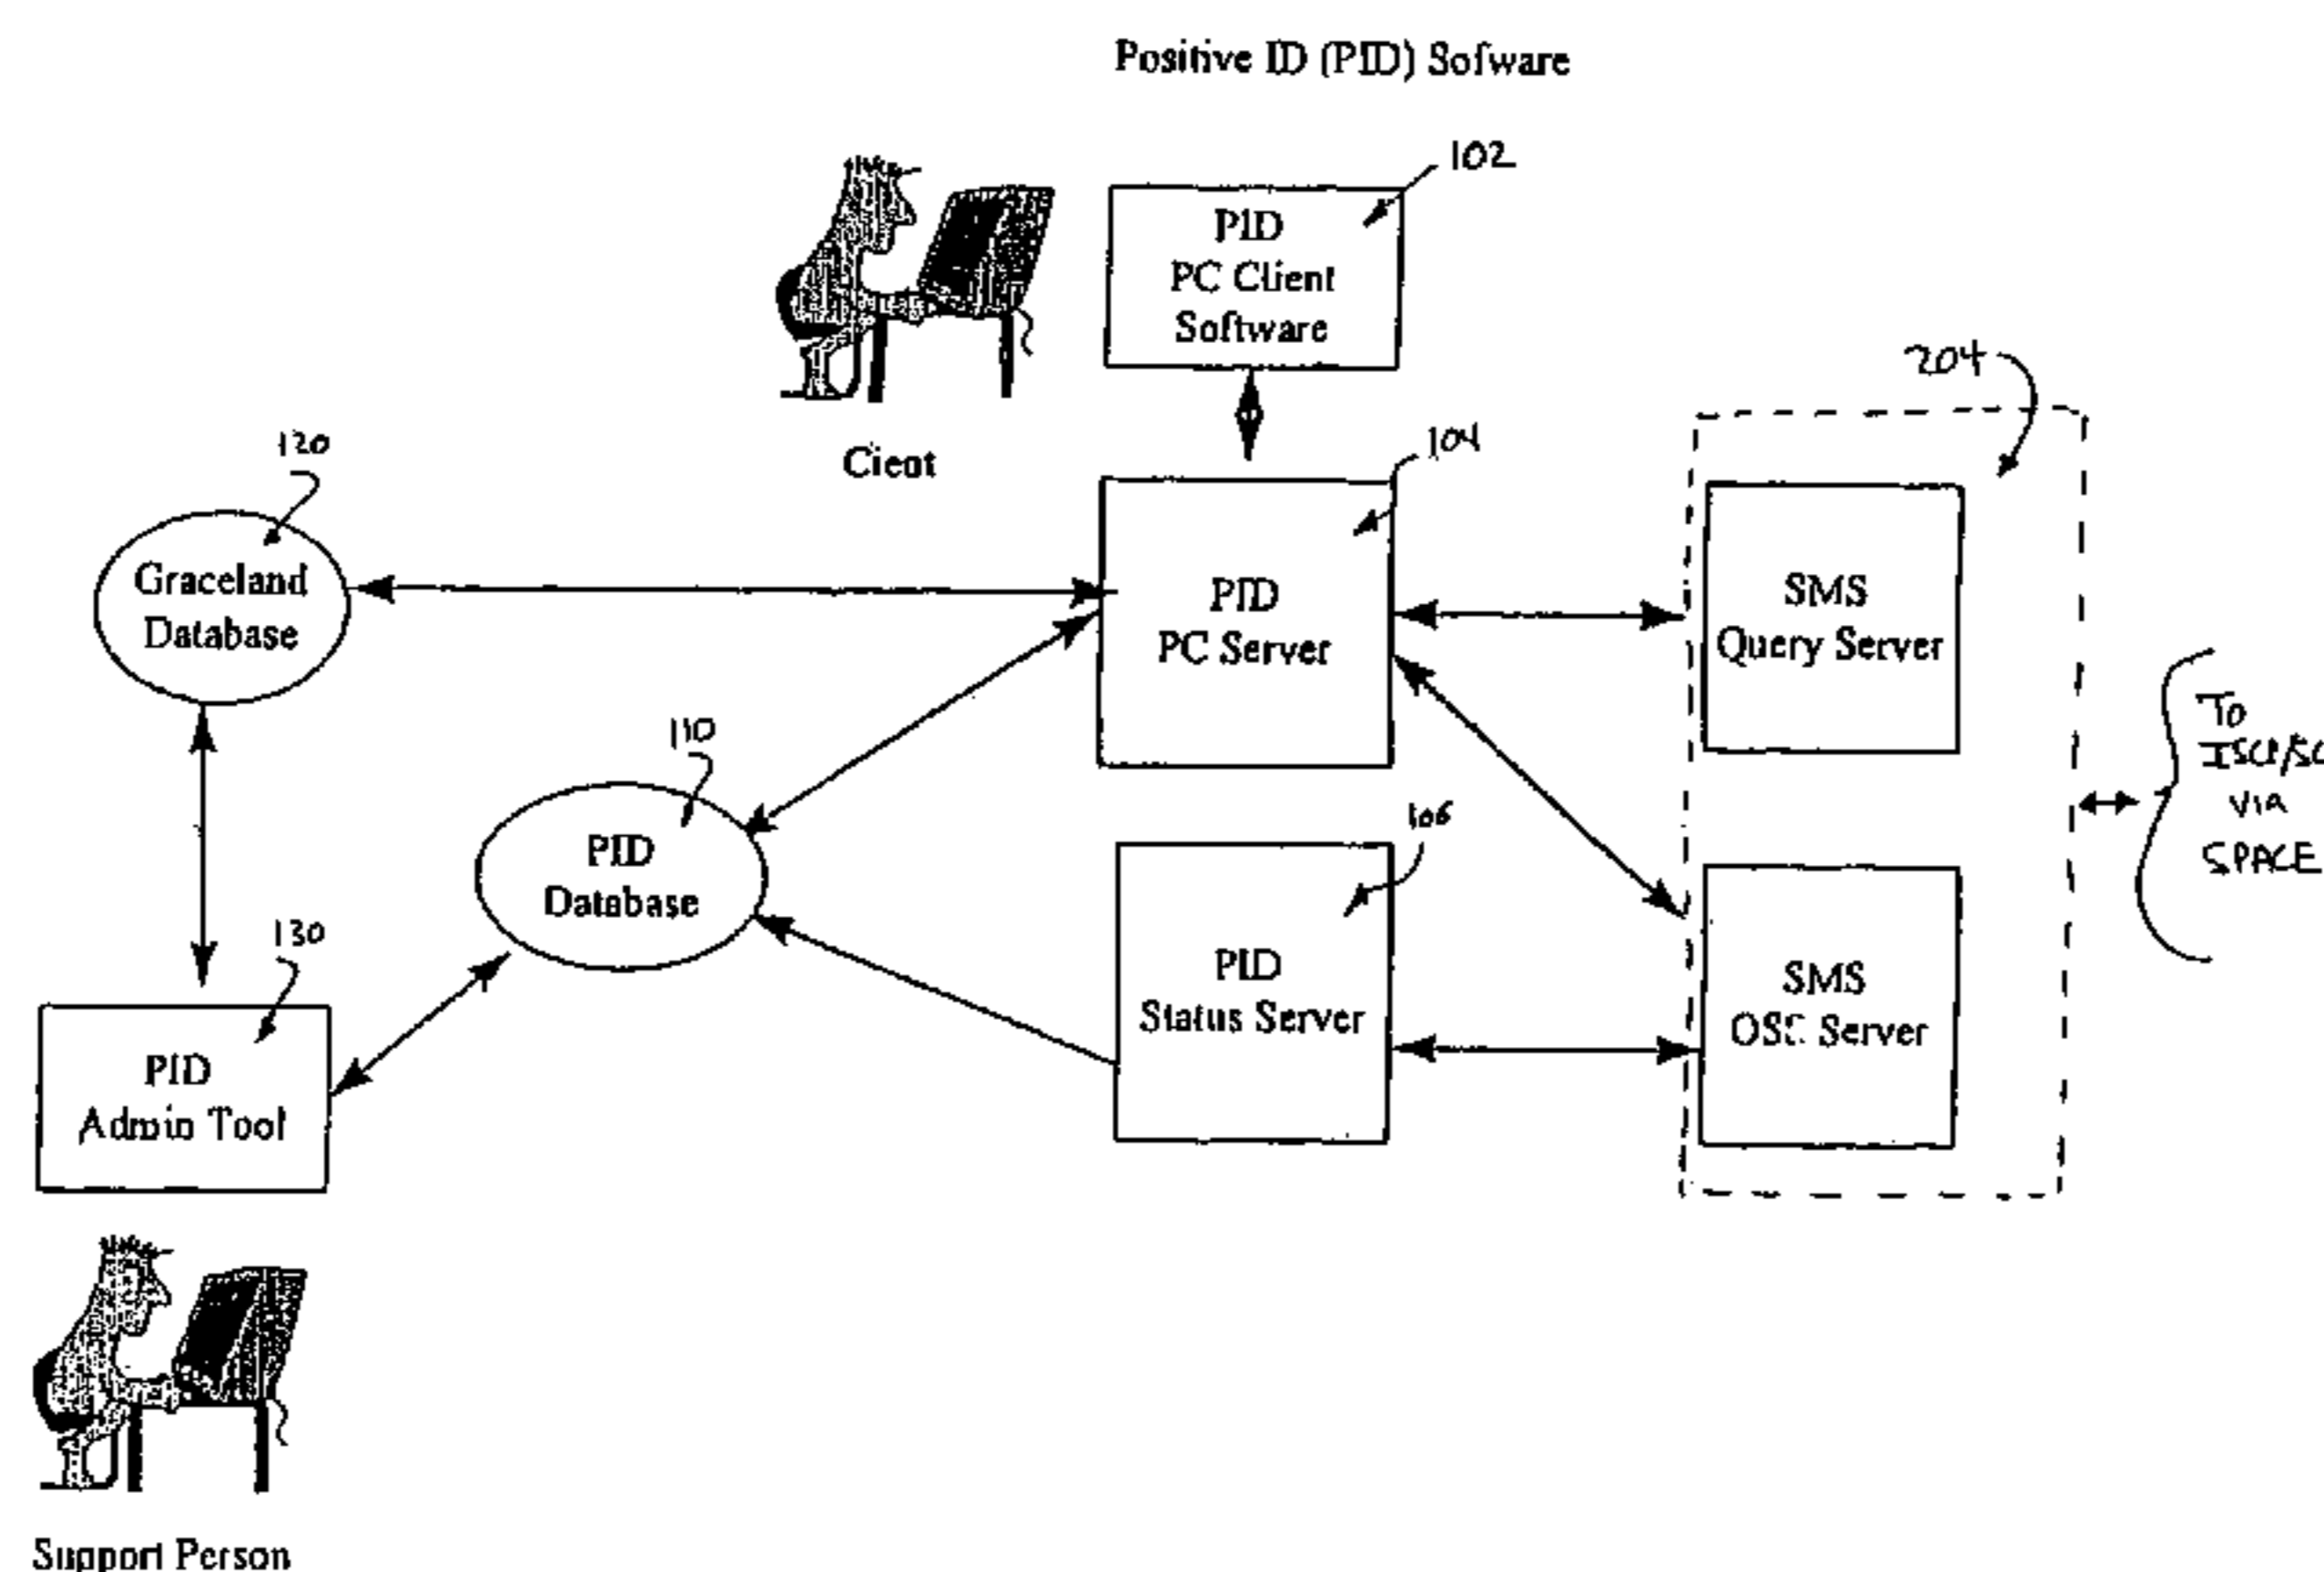 Positive ID (PID) Sofware
102
PID
PC Client
Software
204
Cient
104
120
Graceland
Database
PID
PC Server
SMS
Query Server
To
VIA
SPACE
110
PID
Database
106
PID
Status Server
SMS
Server
130
PID
Admin Tool
Support Person